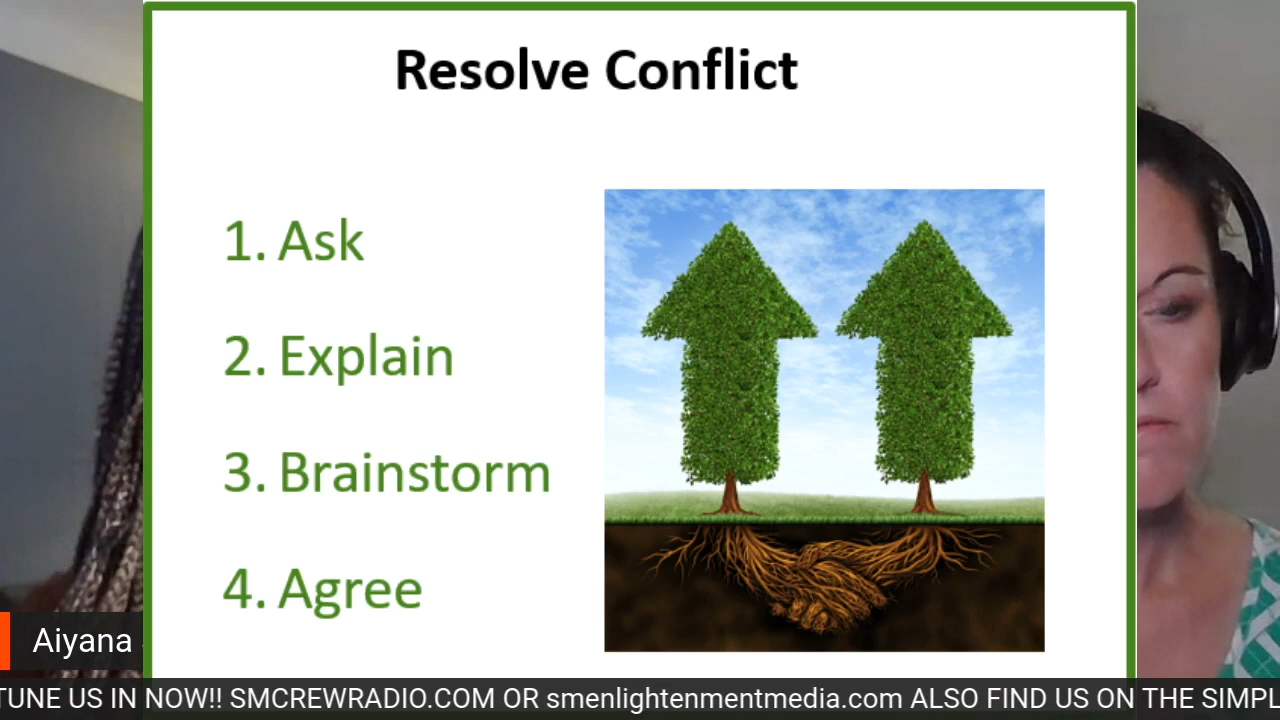 Resolve Conflict
1. Ask
2. Explain
3. Brainstorm
4. Agree
Aiyana
TUNE US IN NOW!! SMCREWRADIO.COM OR smenlightenmentmedia.com ALSO FIND US ON THE SIMPL